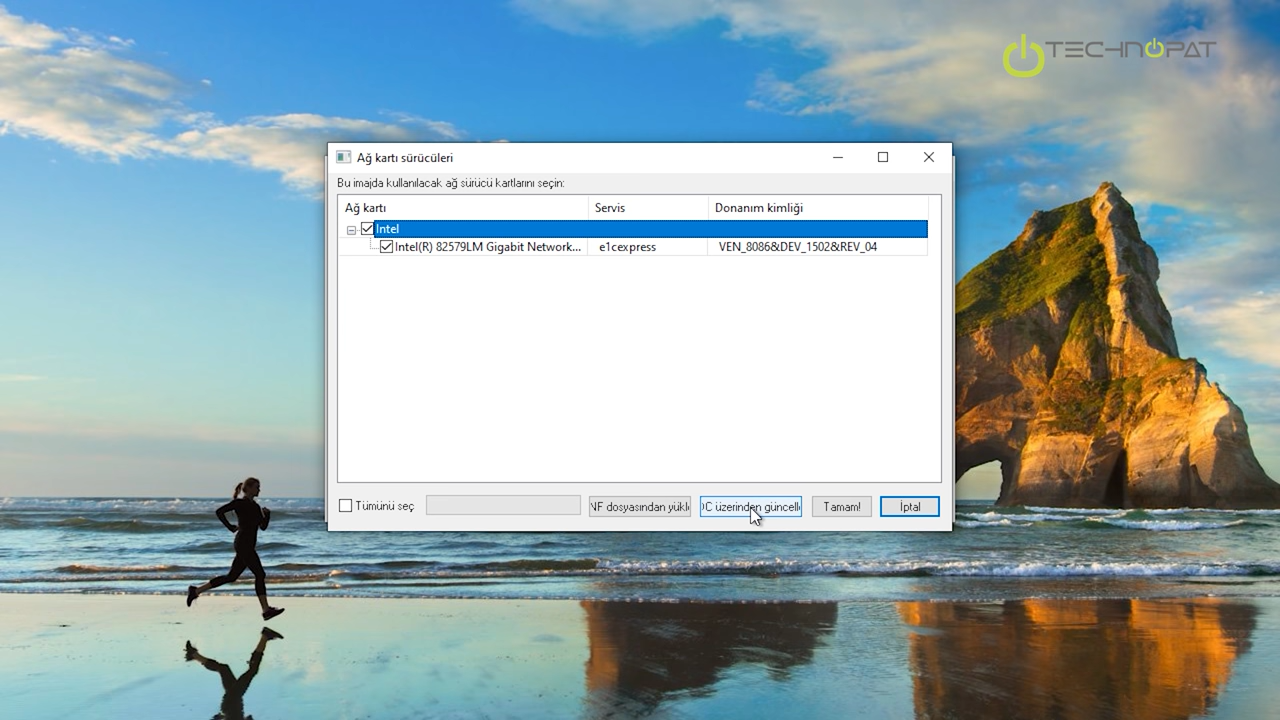 TECHNOPAT
Ağ kartı sürücüleri
Bu imajda kullanılacak ağ sürücü kartlarını seçin:
Ağ kartı Servis Donanım kimliği
Intel
Intel(R) 82579LM Gigabit Network... e1cexpress VEN_8086&DEV_1502&REV_04
Tümünü seç NF dosyasından yükl C üzerinden güncelle Tamam! İptal